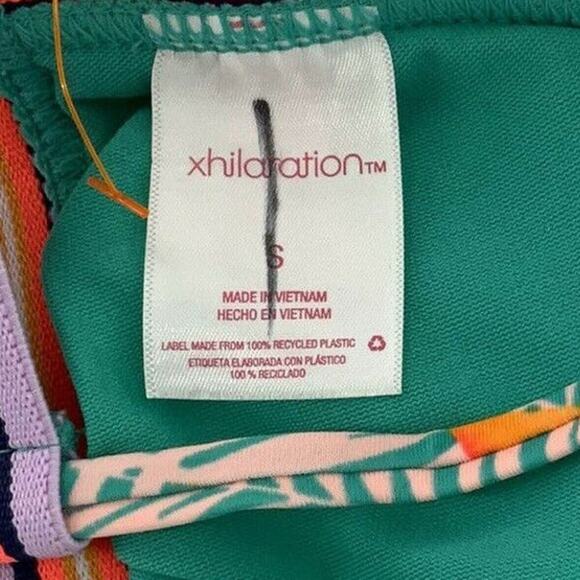 xhilaration™
S
MADE IN VIETNAM
HECHO EN VIETNAM
LABEL MADE FROM 100% RECYCLED PLASTIC
ETIQUETA ELABORADA CON PLÁSTICO
100 % RECICLADO